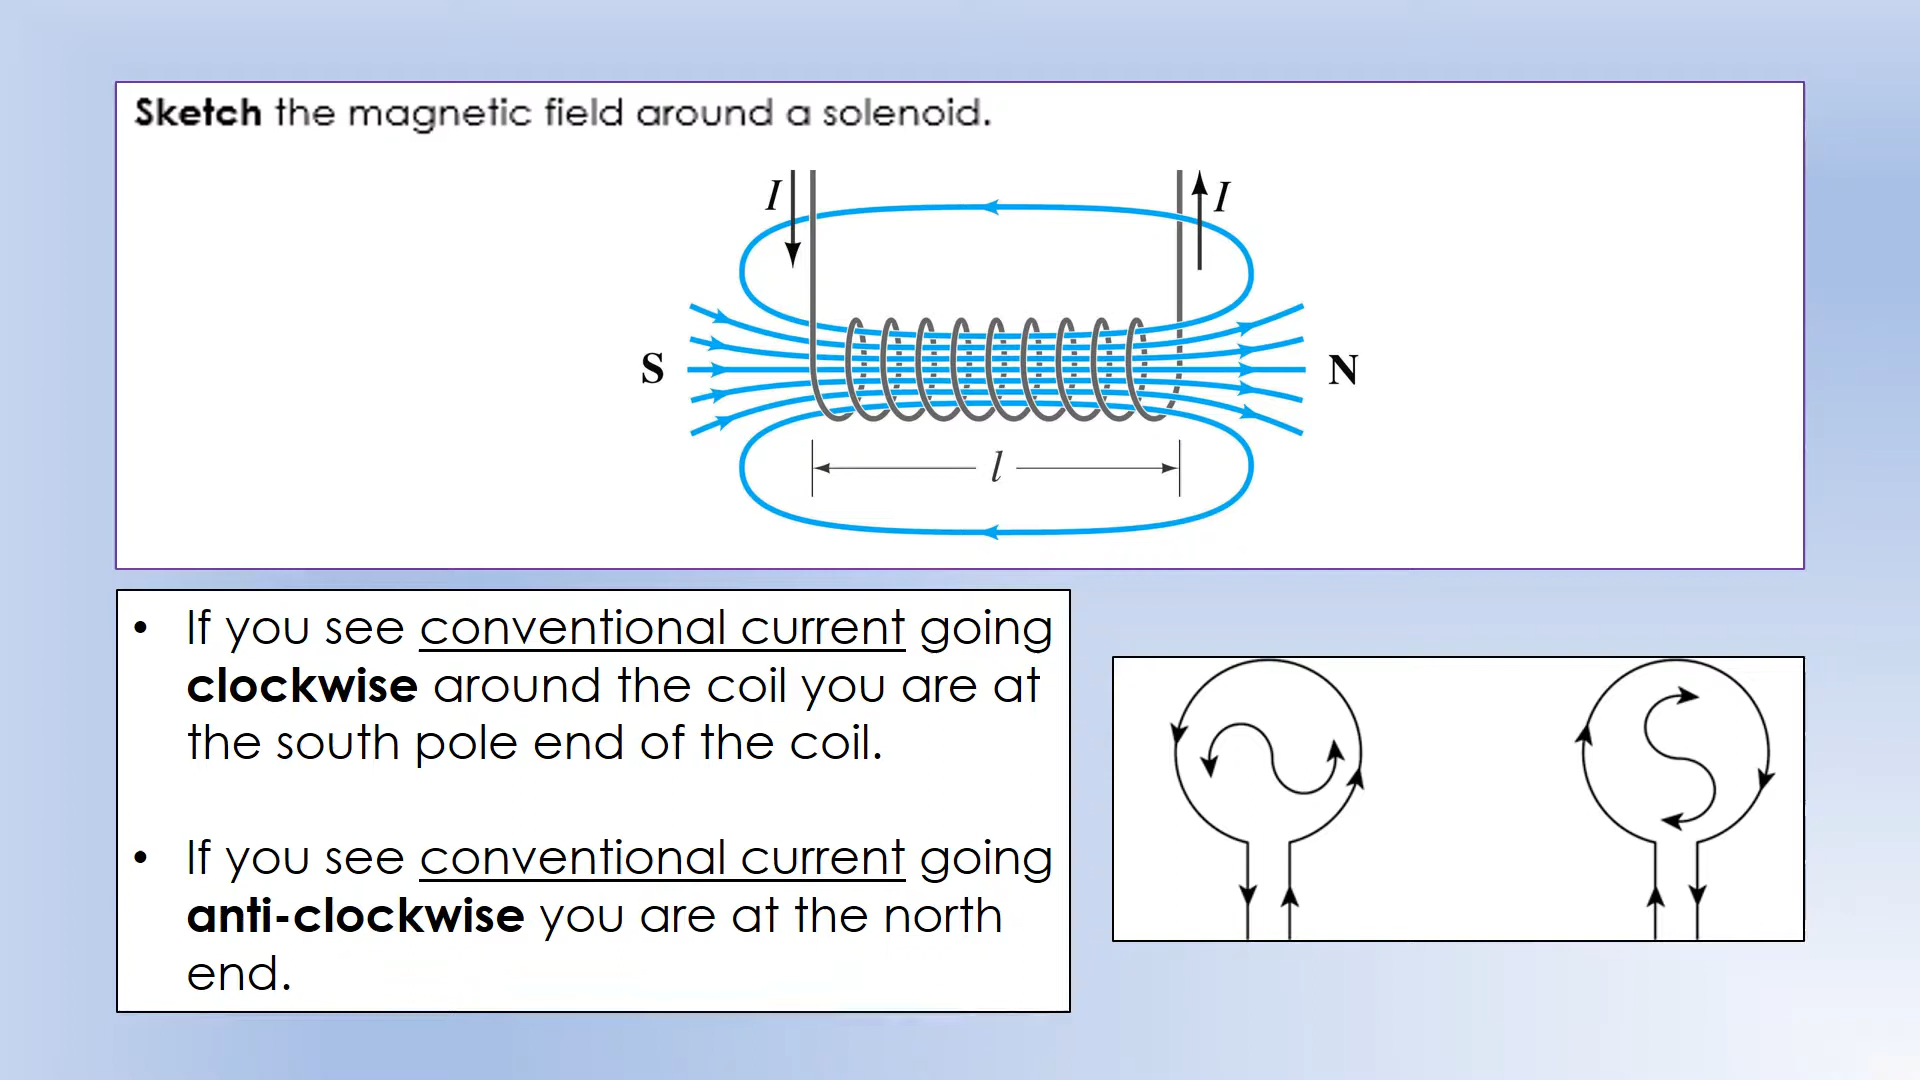 Sketch the magnetic field around a solenoid.
I
I
S
N
l
• If you see conventional current going
clockwise around the coil you are at
the south pole end of the coil.
• If you see conventional current going
anti-clockwise you are at the north
end.